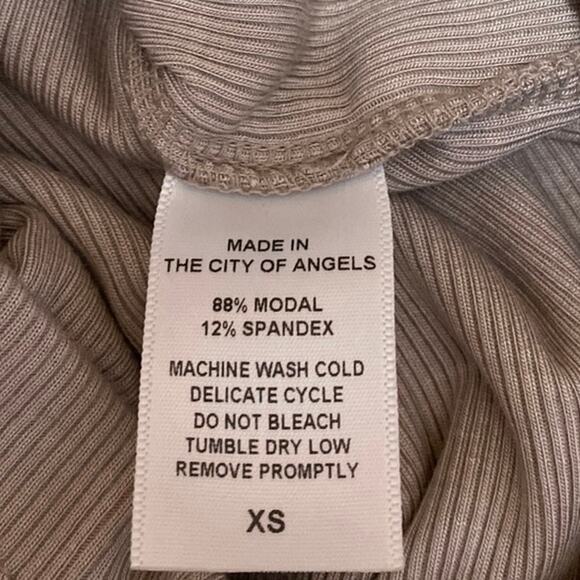 MADE IN
THE CITY OF ANGELS
88% MODAL
12% SPANDEX
MACHINE WASH COLD
DELICATE CYCLE
DO NOT BLEACH
TUMBLE DRY LOW
REMOVE PROMPTLY
XS